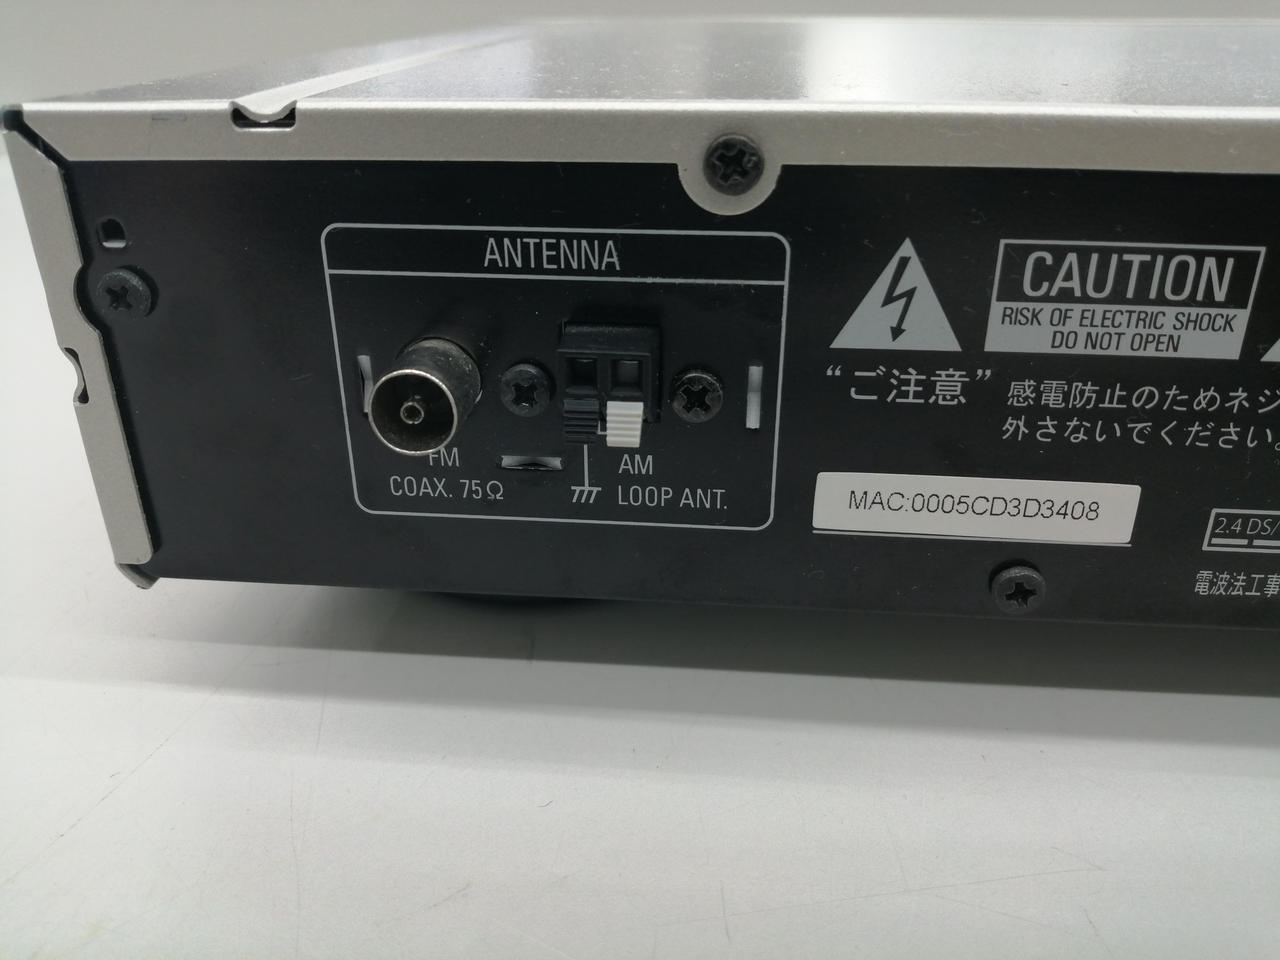 ANTENNA
FM
COAX. 75Ω
AM
LOOP ANT.
CAUTION
RISK OF ELECTRIC SHOCK
DO NOT OPEN
“ご注意”
感電防止のためネジ
外さないでください。
MAC:0005CD3D3408
2.4 DS/
電波法工事